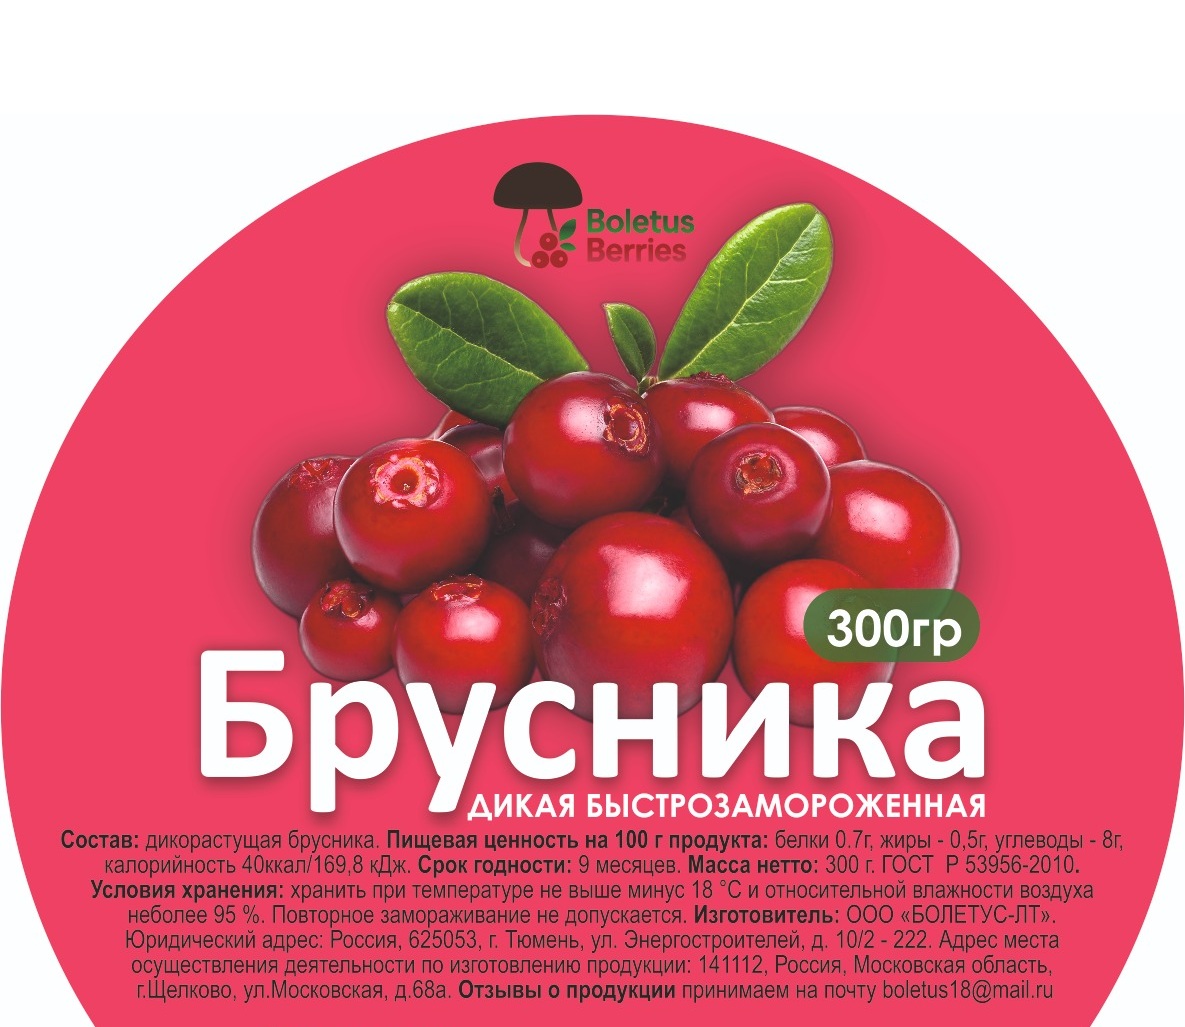 Boletus
Berries
300гр
Брусника
ДИКАЯ БЫСТРОЗАМОРОЖЕННАЯ
Состав: дикорастущая брусника. Пищевая ценность на 100 г продукта: белки 0.7г, жиры - 0,5г, углеводы - 8г,
калорийность 40ккал/169,8 кДж. Срок годности: 9 месяцев. Масса нетто: 300 г. ГОСТ Р 53956-2010.
Условия хранения: хранить при температуре не выше минус 18 °С и относительной влажности воздуха
неболее 95 %. Повторное замораживание не допускается. Изготовитель: ООО «БОЛЕТУС-ЛТ».
Юридический адрес: Россия, 625053, г. Тюмень, ул. Энергостроителей, д. 10/2 - 222. Адрес места
осуществления деятельности по изготовлению продукции: 141112, Россия, Московская область,
г.Щелково, ул.Московская, д.68а. Отзывы о продукции принимаем на почту boletus18@mail.ru